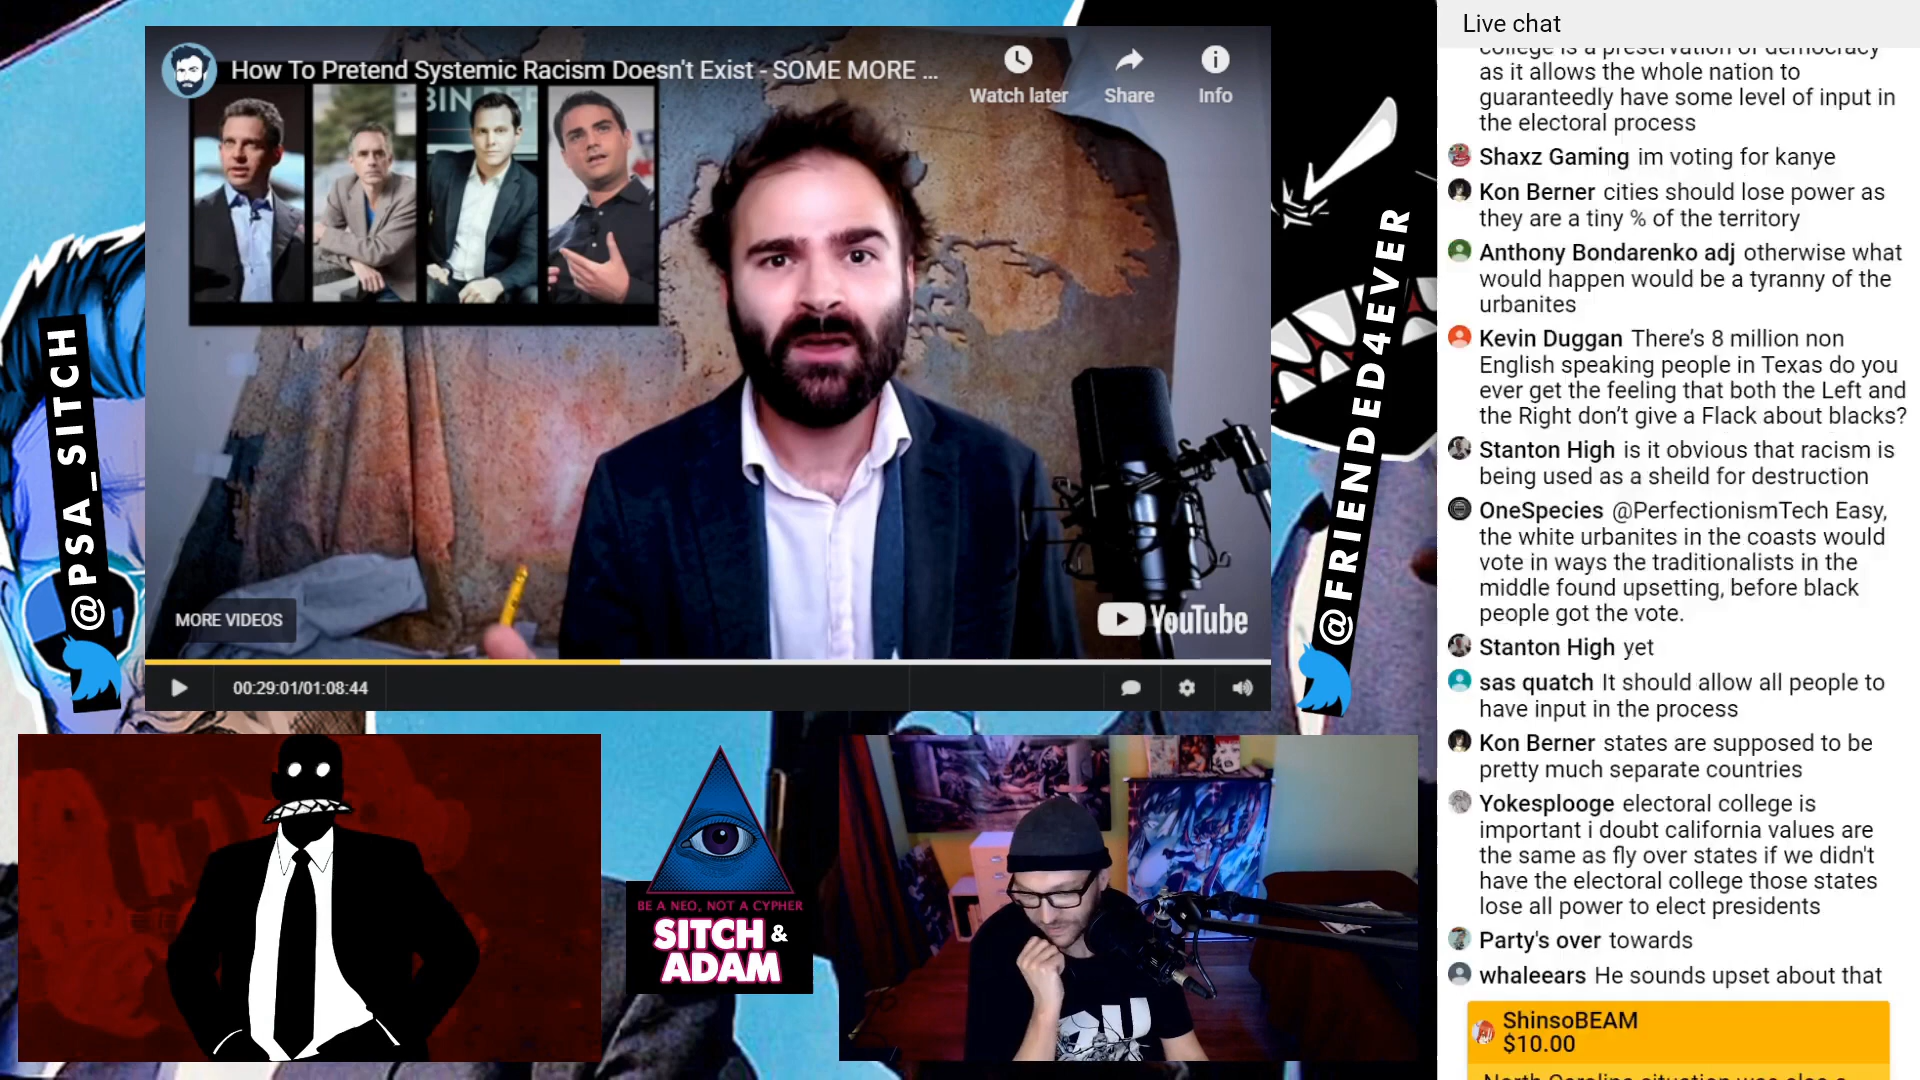 How To Pretend Systemic Racism Doesn't Exist - SOME MORE ...
Watch later
Share
Info
MORE VIDEOS
YouTube
00:29:01/01:08:44
@PSA_SITCH
@FRIENDED4EVER
BE A NEO, NOT A CYPHER
SITCH &
ADAM
Live chat
college is a preservation of democracy
as it allows the whole nation to
guaranteedly have some level of input in
the electoral process
Shaxz Gaming im voting for kanye
Kon Berner cities should lose power as
they are a tiny % of the territory
Anthony Bondarenko adj otherwise what
would happen would be a tyranny of the
urbanites
Kevin Duggan There's 8 million non
English speaking people in Texas do you
ever get the feeling that both the Left and
the Right don't give a Flack about blacks?
Stanton High is it obvious that racism is
being used as a sheild for destruction
OneSpecies @PerfectionismTech Easy,
the white urbanites in the coasts would
vote in ways the traditionalists in the
middle found upsetting, before black
people got the vote.
Stanton High yet
sas quatch It should allow all people to
have input in the process
Kon Berner states are supposed to be
pretty much separate countries
Yokesplooge electoral college is
important i doubt california values are
the same as fly over states if we didn't
have the electoral college those states
lose all power to elect presidents
Party's over towards
whaleears He sounds upset about that
ShinsoBEAM
$10.00
North Carolina situation was also a